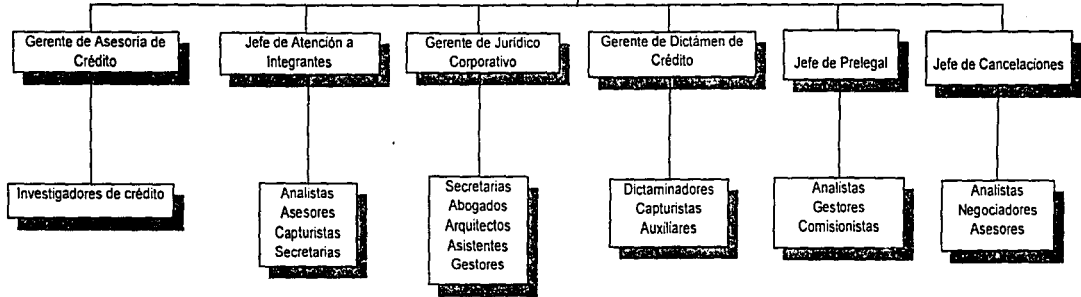 Gerente de Asesoría de
Crédito
Jefe de Atención a
Integrantes
Gerente de Jurídico
Corporativo
Gerente de Dictámen de
Crédito
Jefe de Prelegal
Jefe de Cancelaciones
Investigadores de crédito
Analistas
Asesores
Capturistas
Secretarias
Secretarias
Abogados
Arquitectos
Asistentes
Gestores
Dictaminadores
Capturistas
Auxiliares
Analistas
Gestores
Comisionistas
Analistas
Negociadores
Asesores